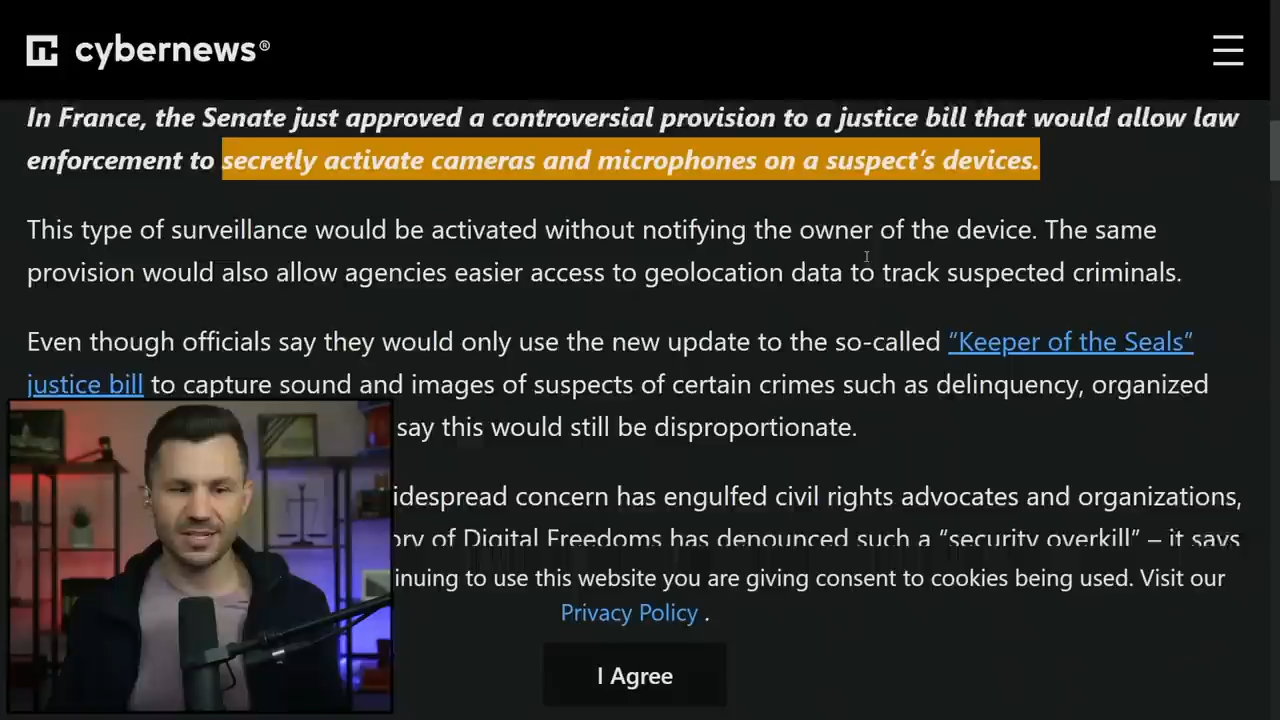 cybernews®
In France, the Senate just approved a controversial provision to a justice bill that would allow law
enforcement to secretly activate cameras and microphones on a suspect's devices.
This type of surveillance would be activated without notifying the owner of the device. The same
provision would also allow agencies easier access to geolocation data to track suspected criminals.
Even though officials say they would only use the new update to the so-called “Keeper of the Seals”
justice bill to capture sound and images of suspects of certain crimes such as delinquency, organized
say this would still be disproportionate.
concern has engulfed civil rights advocates and organizations,
of Digital Freedoms has denounced such a “security overkill” – it says
to use this website you are giving consent to cookies being used. Visit our
Privacy Policy .
I Agree